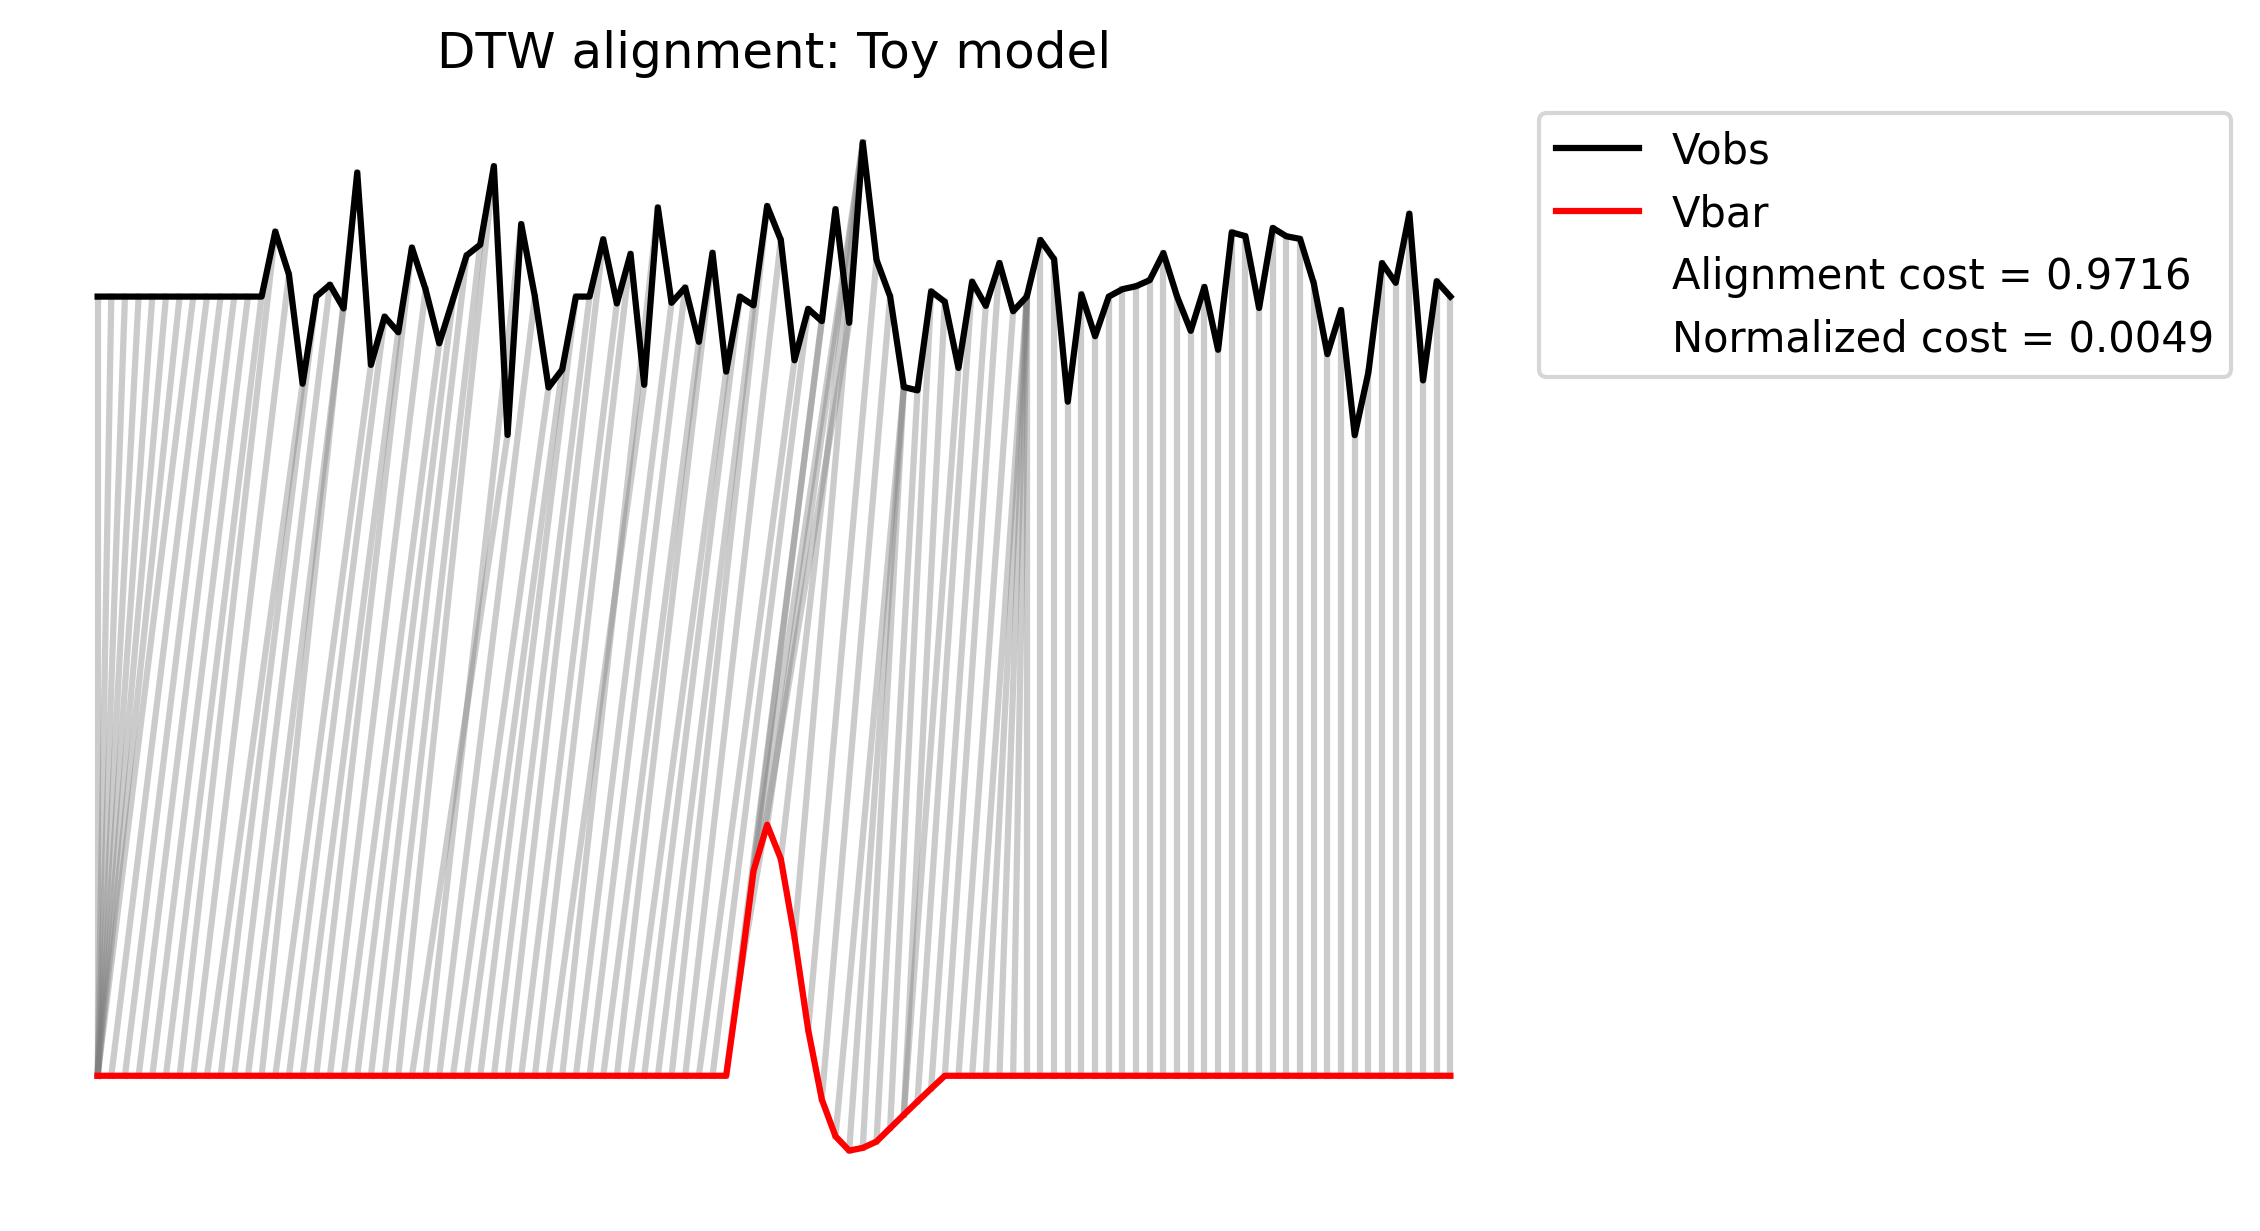 DTW alignment: Toy model
Vobs
Vbar
Alignment cost = 0.9716
Normalized cost = 0.0049